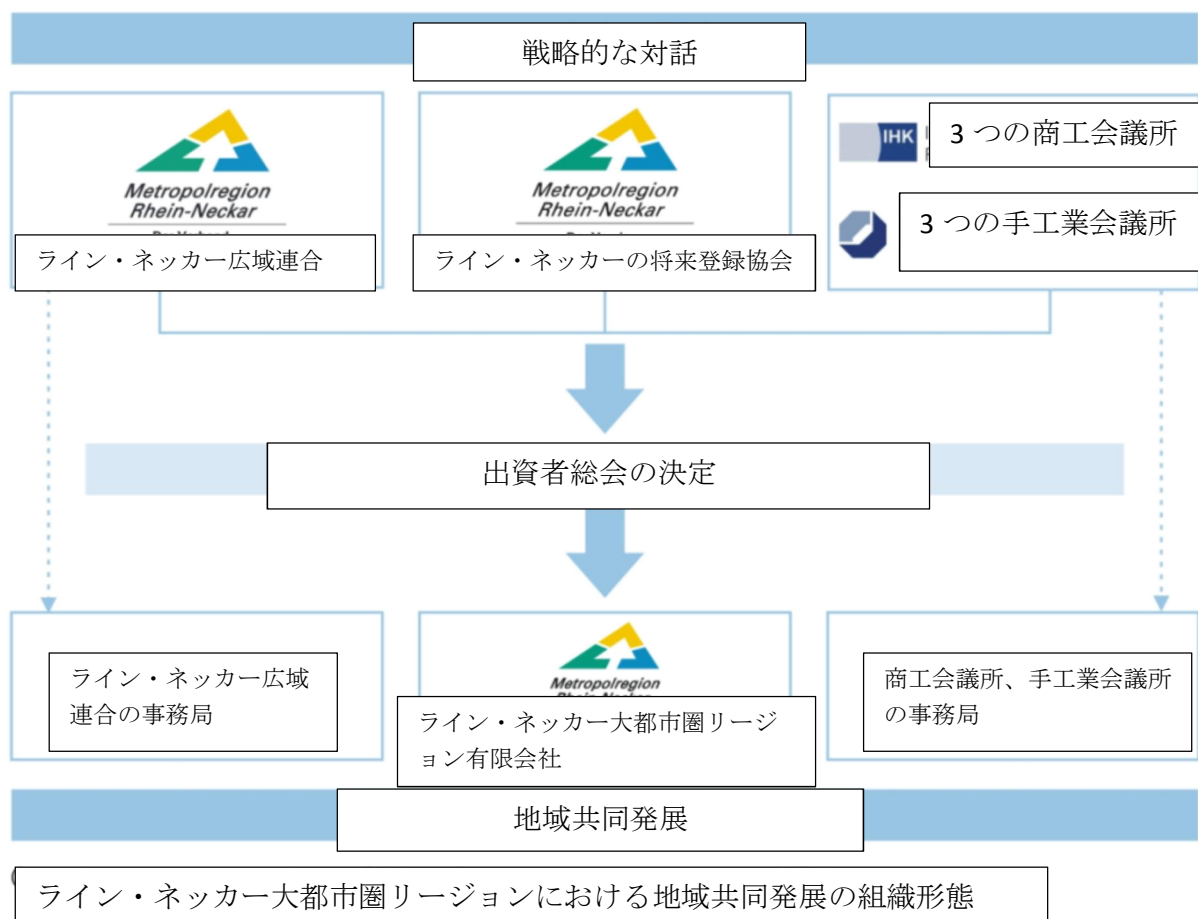 戦略的な対話
Metropolregion
Rhein-Neckar
ライン・ネッカー広域連合
Metropolregion
Rhein-Neckar
ライン・ネッカーの将来登録協会
IHK
3 つの商工会議所
3 つの手工業会議所
出資者総会の決定
ライン・ネッカー広域
連合の事務局
Metropolregion
ライン・ネッカー大都市圏リージ
ョン有限会社
商工会議所、手工業会議所
の事務局
地域共同発展
ライン・ネッカー大都市圏リージョンにおける地域共同発展の組織形態